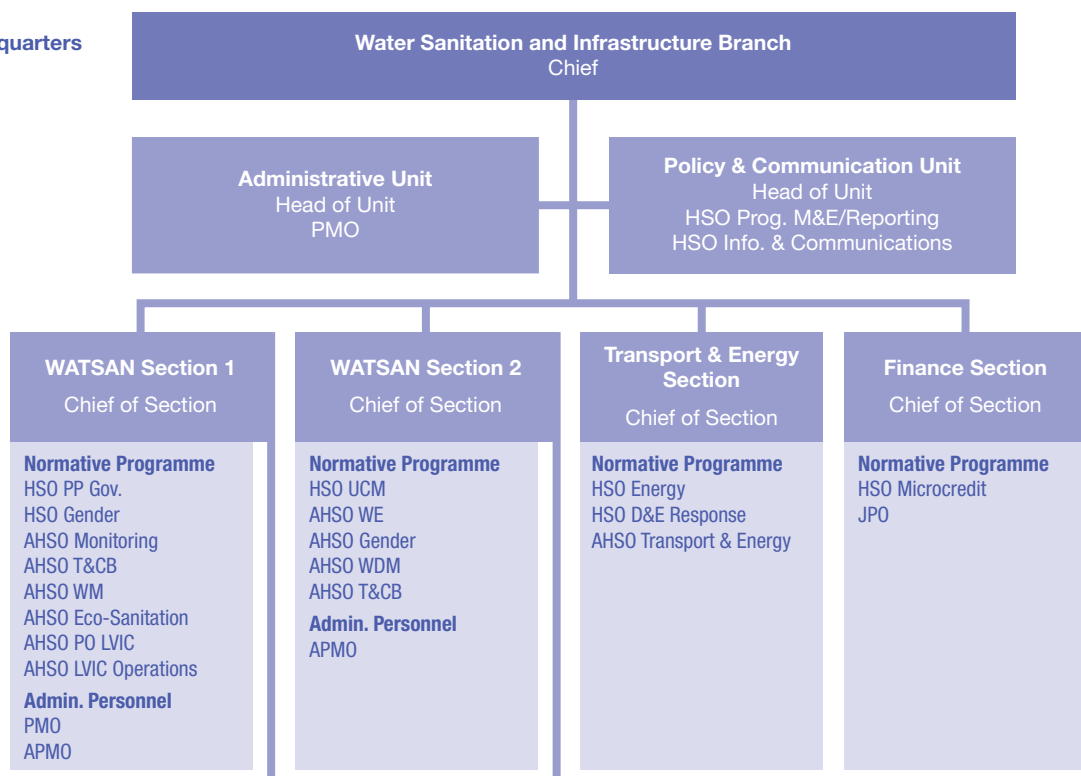 quarters
Water Sanitation and Infrastructure Branch
Chief
Administrative Unit
Head of Unit
PMO
Policy & Communication Unit
Head of Unit
HSO Prog. M&E/Reporting
HSO Info. & Communications
WATSAN Section 1
Chief of Section
Normative Programme
HSO PP Gov.
HSO Gender
AHSO Monitoring
AHSO T&CB
AHSO WM
AHSO Eco-Sanitation
AHSO PO LVIC
AHSO LVIC Operations
Admin. Personnel
PMO
APMO
WATSAN Section 2
Chief of Section
Normative Programme
HSO UCM
AHSO WE
AHSO Gender
AHSO WDM
AHSO T&CB
Admin. Personnel
APMO
Transport & Energy
Section
Chief of Section
Normative Programme
HSO Energy
HSO D&E Response
AHSO Transport & Energy
Finance Section
Chief of Section
Normative Programme
HSO Microcredit
JPO